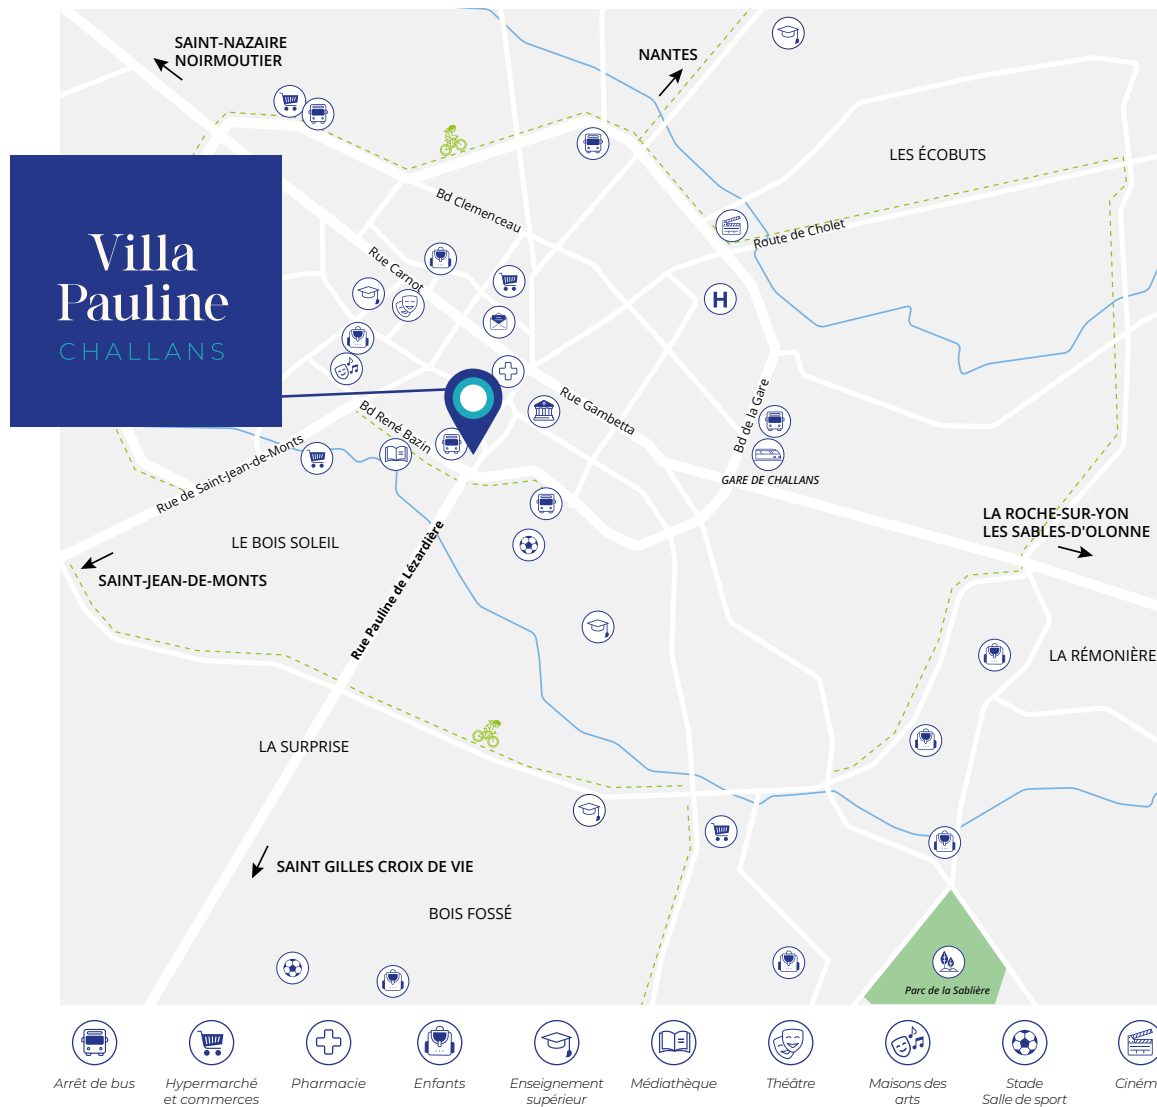 SAINT-NAZAIRE
NOIRMOUTIER
NANTES
LES ÉCOBUTS
Bd Clemenceau
Route de Cholet
Rue Carnot
Villa
Pauline
CHALLANS
H
Rue Gambetta
Bd de la Gare
Bd René Bazin
Rue de Saint-Jean-de-Monts
GARE DE CHALLANS
LA ROCHE-SUR-YON
LES SABLES-D'OLONNE
LE BOIS SOLEIL
SAINT-JEAN-DE-MONTS
Rue Pauline de Lézardière
LA RÉMONIÈRE
LA SURPRISE
SAINT GILLES CROIX DE VIE
BOIS FOSSÉ
Parc de la Sablière
Arrêt de bus
Hypermarché
et commerces
Pharmacie
Enfants
Enseignement
supérieur
Médiathèque
Théâtre
Maisons des
arts
Stade
Salle de sport
Ciném